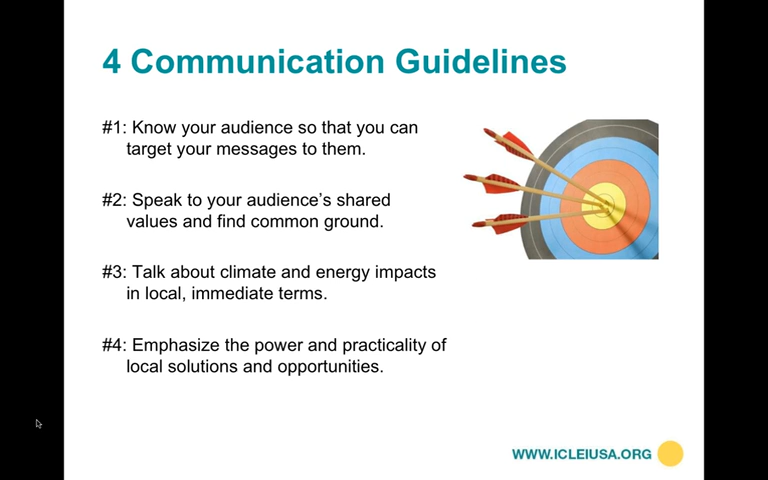 4 Communication Guidelines
#1: Know your audience so that you can
target your messages to them.
#2: Speak to your audience's shared
values and find common ground.
#3: Talk about climate and energy impacts
in local, immediate terms.
#4: Emphasize the power and practicality of
local solutions and opportunities.
WWW.ICLEIUSA.ORG